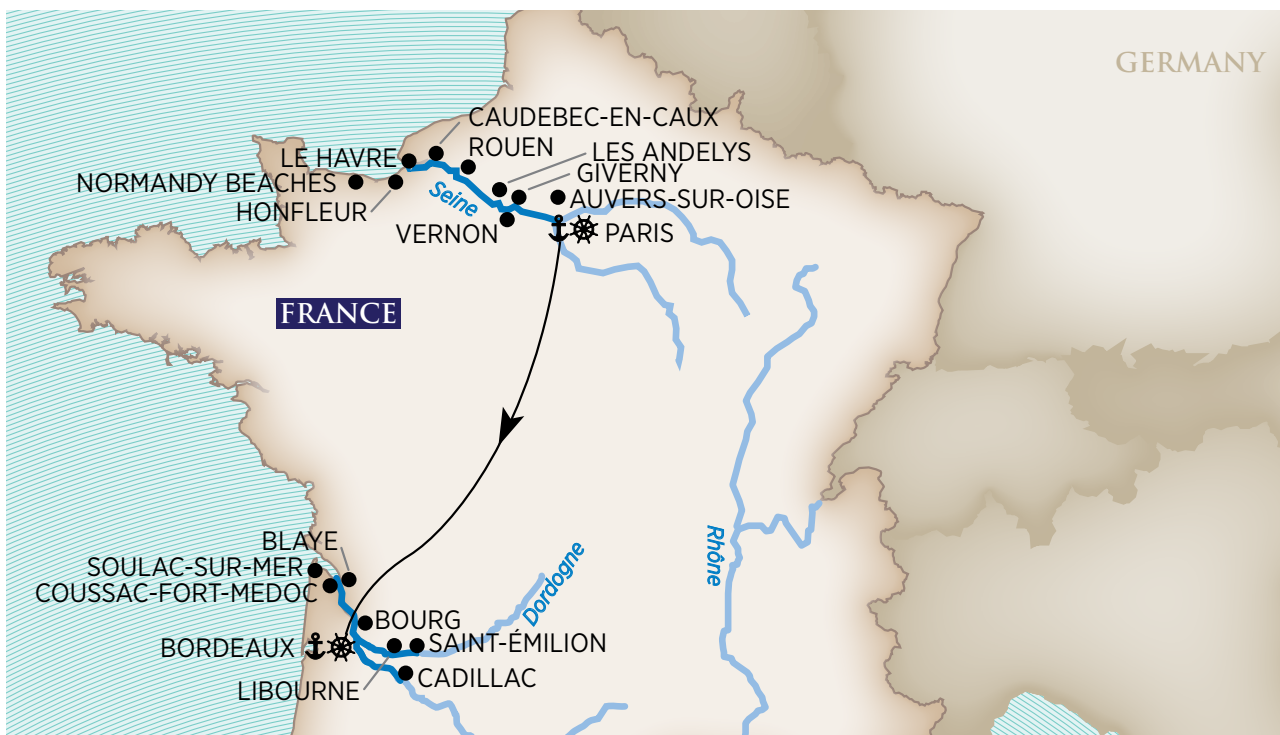 GERMANY
CAUDEBEC-EN-CAUX
ROUEN
LE HAVRE
LES ANDELYS
GIVERNY
NORMANDY BEACHES
AUVERS-SUR-OISE
HONFLEUR
Seine
VERNON
PARIS
FRANCE
BLAYE
SOULAC-SUR-MER
COUSSAC-FORT-MEDOC
Rhône
Dordogne
BOURG
BORDEAUX
SAINT-ÉMILION
CADILLAC
LIBOURNE